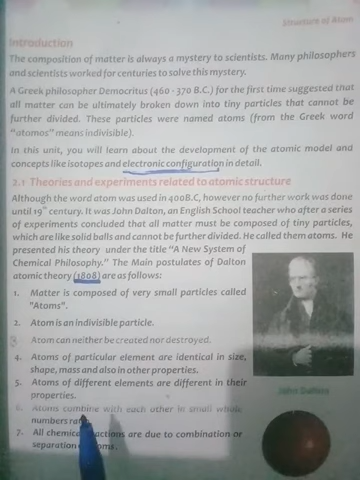 Structure of Atom
Introduction
The composition of matter is always a mystery to scientists. Many philosophers
and scientists worked for centuries to solve this mystery.
A Greek philosopher Democritus (460 - 370 B.C.) for the first time suggested that
all matter can be ultimately broken down into tiny particles that cannot be
further divided. These particles were named atoms (from the Greek word
"atomos" means indivisible).
In this unit, you will learn about the development of the atomic model and
concepts like isotopes and electronic configuration in detail.
2.1 Theories and experiments related to atomic structure
Although the word atom was used in 400B.C, however no further work was done
until 19th century. It was John Dalton, an English School teacher who after a series
of experiments concluded that all matter must be composed of tiny particles,
which are like solid balls and cannot be further divided. He called them atoms. He
presented his theory under the title "A New System of
Chemical Philosophy." The Main postulates of Dalton
atomic theory (1808) are as follows:
1. Matter is composed of very small particles called
"Atoms".
2. Atom is an indivisible particle.
3 Atom can neither be created nor destroyed.
4. Atoms of particular element are identical in size,
shape, mass and also in other properties.
5. Atoms of different elements are different in their
properties.
John Dalton
6. Atoms combine with each other in small whole
numbers
7. All chemical are due to combination or
separation